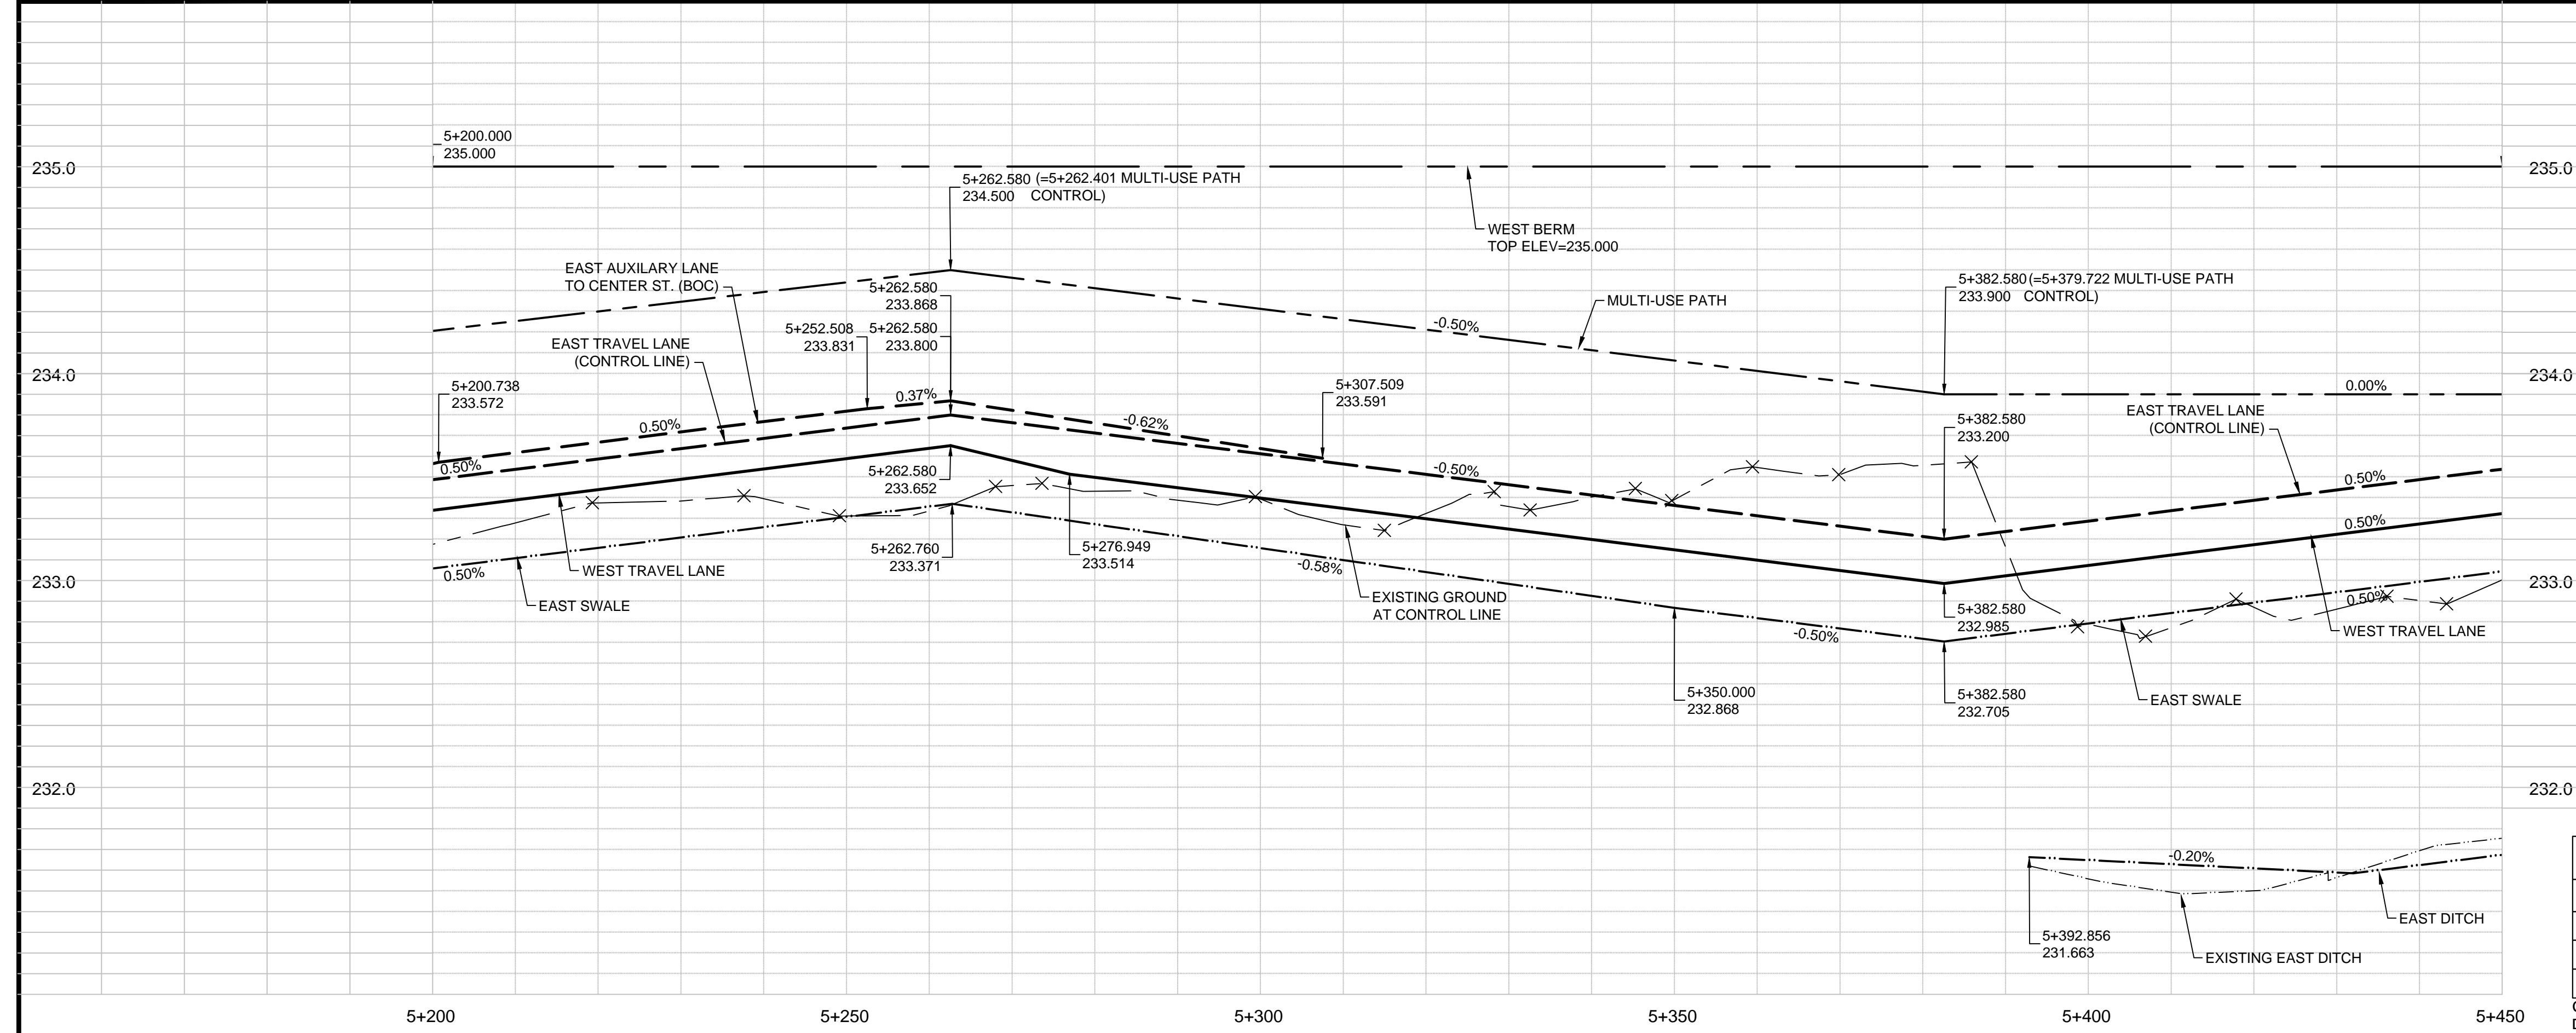 5+200.000
235.000
235.0
235.0
5+262.580 (=5+262.401 MULTI-USE PATH
234.500 CONTROL)
WEST BERM
TOP ELEV=235.000
EAST AUXILARY LANE
TO CENTER ST. (BOC)
5+262.580
233.868
5+382.580(=5+379.722 MULTI-USE PATH
233.900 CONTROL)
MULTI-USE PATH
-0.50%
5+252.508
233.831
5+262.580
233.800
EAST TRAVEL LANE
(CONTROL LINE)
234.0
234.0
5+200.738
233.572
0.37%
5+307.509
233.591
0.00%
EAST TRAVEL LANE
(CONTROL LINE)
0.50%
-0.62%
5+382.580
233.200
0.50%
5+262.580
233.652
-0.50%
0.50%
0.50%
5+262.760
233.371
5+276.949
233.514
-0.58%
WEST TRAVEL LANE
0.50%
233.0
233.0
EAST SWALE
EXISTING GROUND
AT CONTROL LINE
0.50%
5+382.580
232.985
-0.50%
WEST TRAVEL LANE
5+350.000
232.868
5+382.580
232.705
EAST SWALE
232.0
232.0
-0.20%
EAST DITCH
5+392.856
231.663
EXISTING EAST DITCH
5+200
5+250
5+300
5+350
5+400
5+450